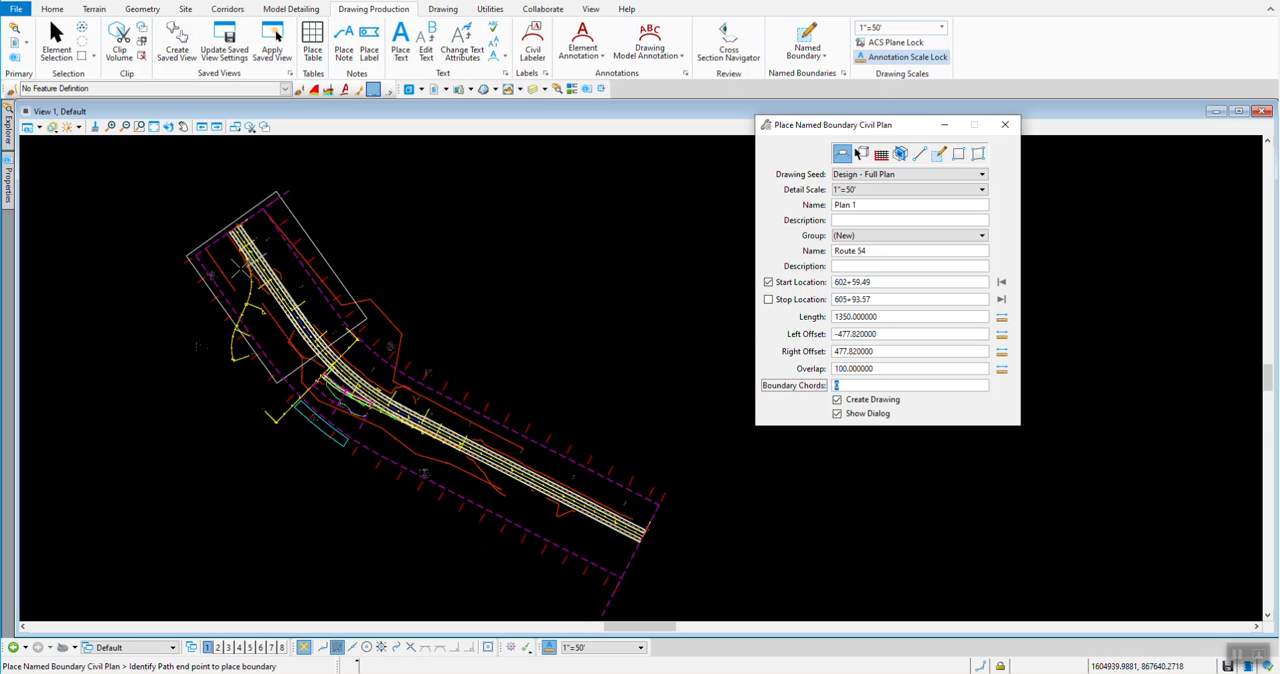 File Home Terrain Geometry Site Corridors Model Detailing Drawing Production Drawing Utilities Collaborate View Help
Element Selection
Clip Volume
Create Saved View
Update Saved View Settings
Apply Saved View
Place Table
Place Note
Place Label
Place Text
Edit Text
Change Text Attributes
Civil Labeler
Element Annotation
Drawing Model Annotation
Cross Section Navigator
Named Boundary
1"=50'
ACS Plane Lock
Annotation Scale Lock
Primary Selection Clip Saved Views Tables Notes Text Labels Annotations Review Named Boundaries Drawing Scales
No Feature Definition
View 1, Default
Explorer
Properties
Place Named Boundary Civil Plan
Drawing Seed: Design - Full Plan
Detail Scale: 1"=50'
Name: Plan 1
Description:
Group: (New)
Name: Route 54
Description:
Start Location: 602+59.49
Stop Location: 605+93.57
Length: 1350.000000
Left Offset: -477.820000
Right Offset: 477.820000
Overlap: 100.000000
Boundary Chords: 0
Create Drawing
Show Dialog
Default 1 2 3 4 5 6 7 8 1"=50'
Place Named Boundary Civil Plan > Identify Path end point to place boundary 1604939.9881, 867640.2718